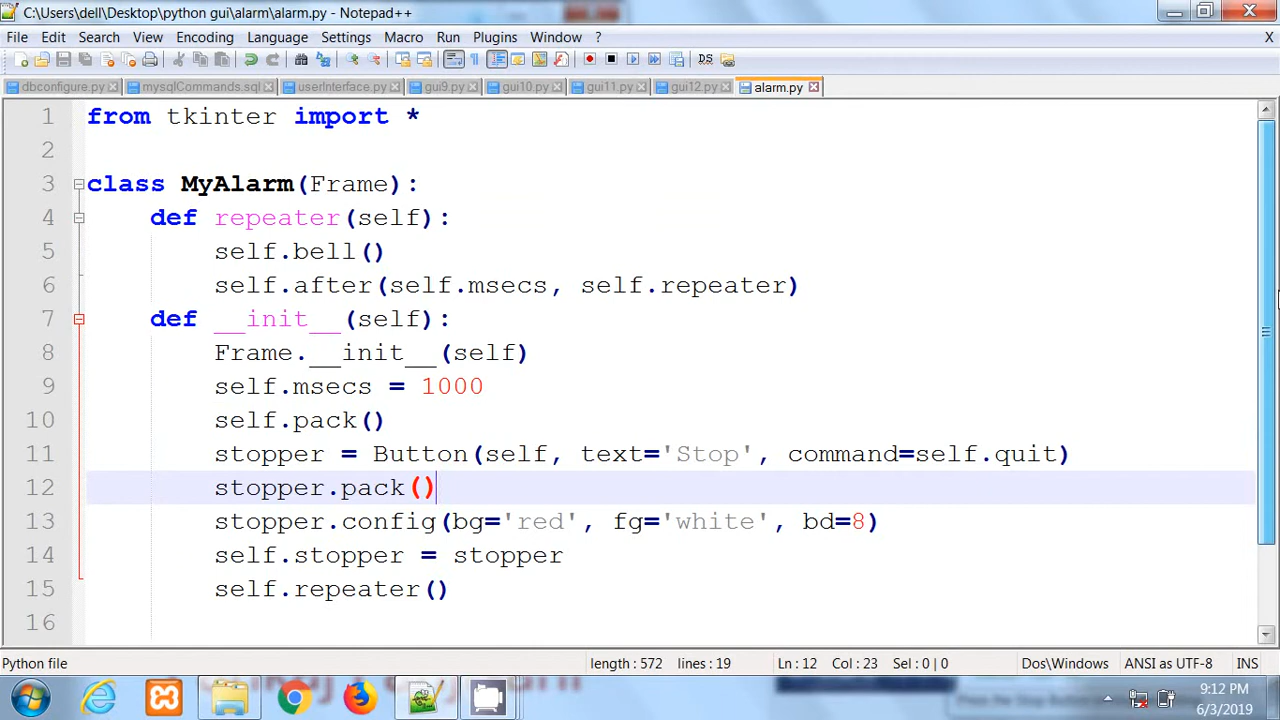 C:\Users\dell\Desktop\python gui\alarm\alarm.py - Notepad++
File Edit Search View Encoding Language Settings Macro Run Plugins Window ? X
dbconfigure.py mysqlCommands.sql userInterface.py gui9.py gui10.py gui11.py gui12.py alarm.py
1 from tkinter import *
2
3 class MyAlarm(Frame):
4 def repeater(self):
5 self.bell()
6 self.after(self.msecs, self.repeater)
7 def __init__(self):
8 Frame.__init__(self)
9 self.msecs = 1000
10 self.pack()
11 stopper = Button(self, text='Stop', command=self.quit)
12 stopper.pack()
13 stopper.config(bg='red', fg='white', bd=8)
14 self.stopper = stopper
15 self.repeater()
16
Python file length : 572 lines : 19 Ln : 12 Col : 23 Sel : 0 | 0 Dos\Windows ANSI as UTF-8 INS
9:12 PM
6/3/2019